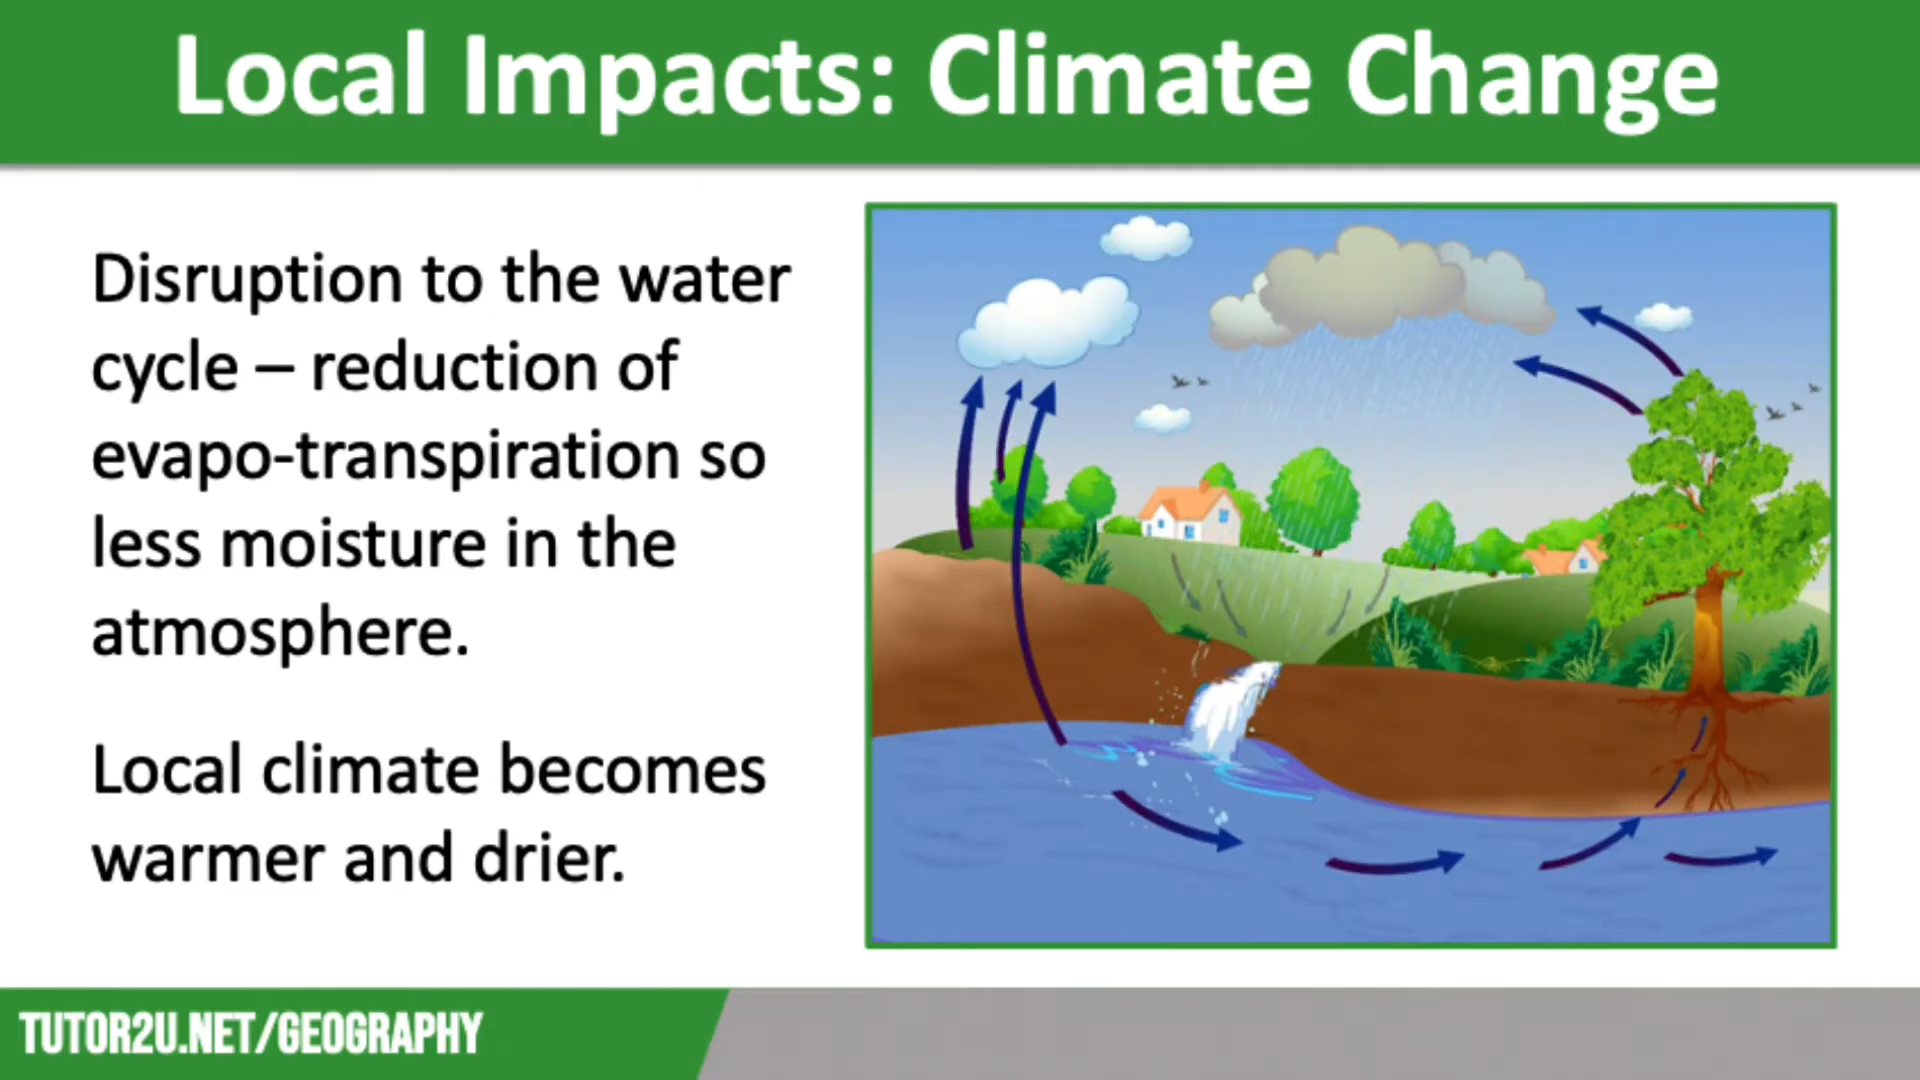 Local Impacts: Climate Change
Disruption to the water
cycle – reduction of
evapo-transpiration so
less moisture in the
atmosphere.
Local climate becomes
warmer and drier.
TUTOR2U.NET/GEOGRAPHY